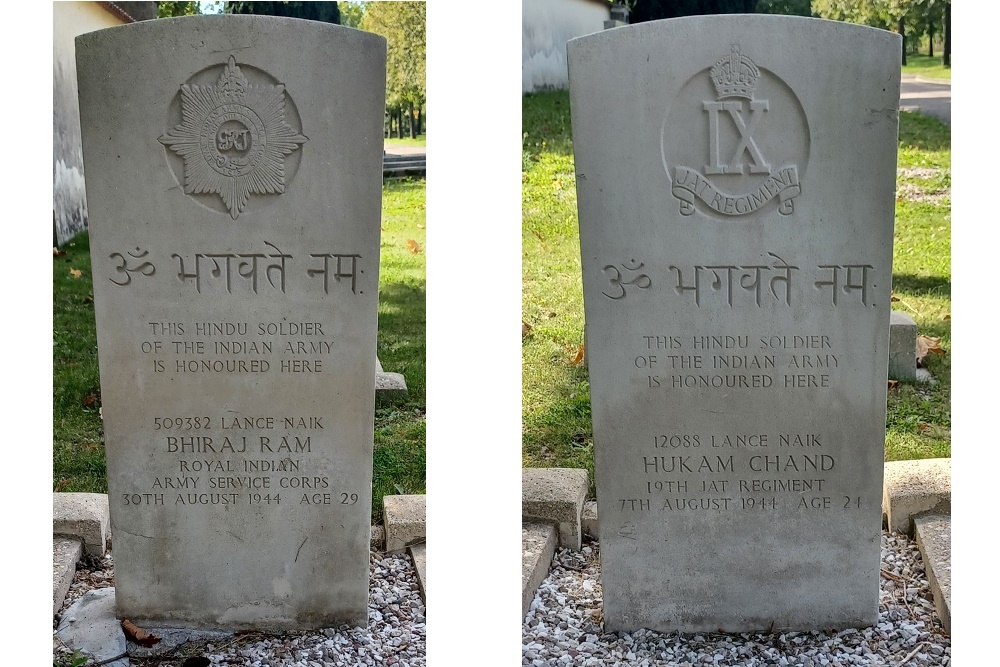 GRI
ॐ भगवते नमः
THIS HINDU SOLDIER
OF THE INDIAN ARMY
IS HONOURED HERE
509382 LANCE NAIK
BHIRAJ RAM
ROYAL INDIAN
ARMY SERVICE CORPS
30TH AUGUST 1944 AGE 29
IX
JAT REGIMENT
ॐ भगवते नमः
THIS HINDU SOLDIER
OF THE INDIAN ARMY
IS HONOURED HERE
12088 LANCE NAIK
HUKAM CHAND
19TH JAT REGIMENT
7TH AUGUST 1944 AGE 24